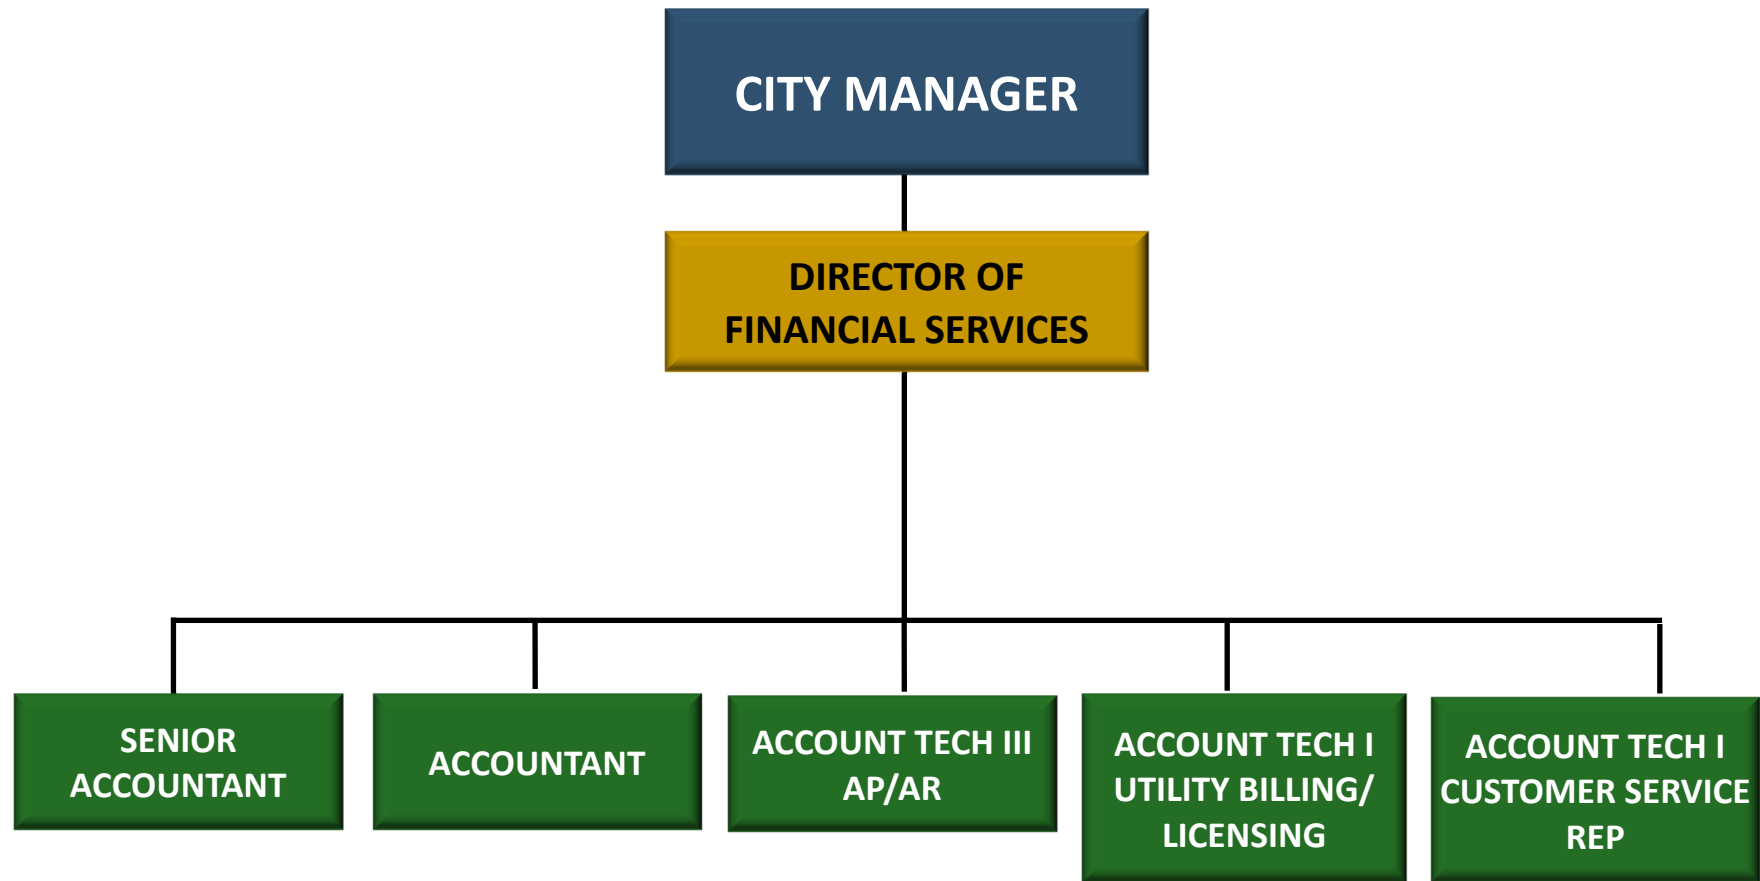 CITY MANAGER
DIRECTOR OF
FINANCIAL SERVICES
SENIOR
ACCOUNTANT
ACCOUNTANT
ACCOUNT TECH III
AP/AR
ACCOUNT TECH I
UTILITY BILLING/
LICENSING
ACCOUNT TECH I
CUSTOMER SERVICE
REP